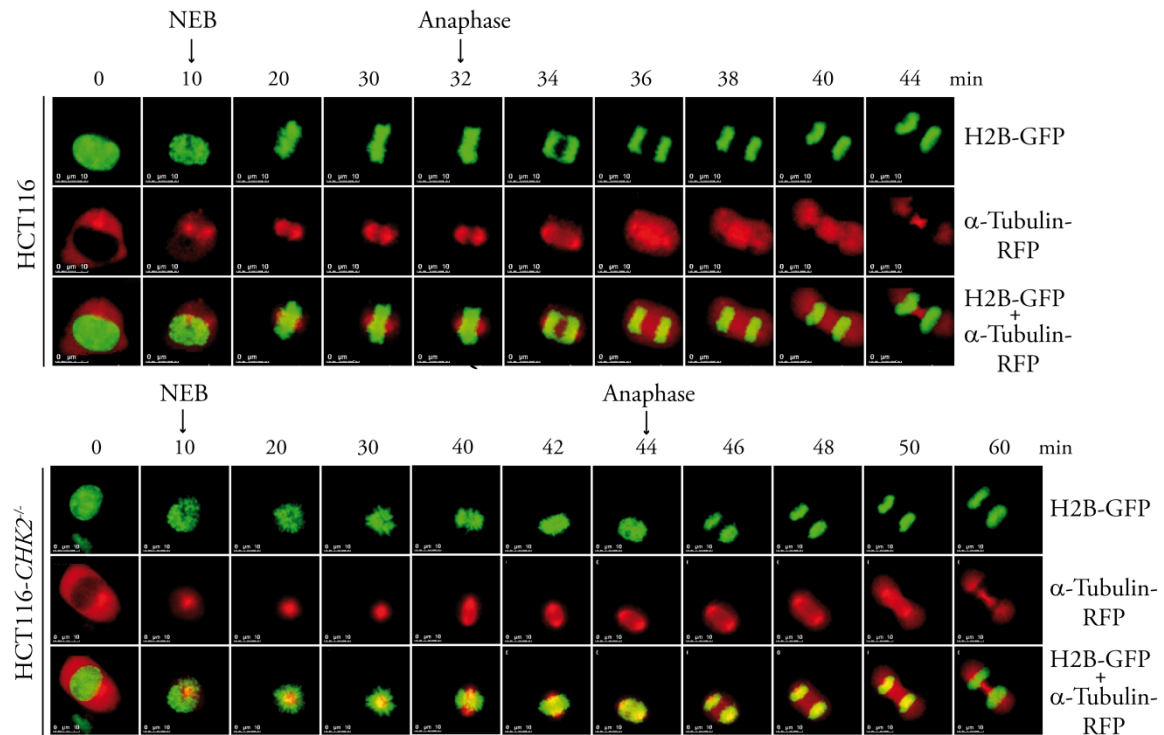 NEB
Anaphase
0 10 20 30 32 34 36 38 40 44 min
HCT116
H2B-GFP
α-Tubulin-
RFP
H2B-GFP
+
α-Tubulin-
RFP
NEB
Anaphase
0 10 20 30 40 42 44 46 48 50 60 min
HCT116-CHK2-/-
H2B-GFP
α-Tubulin-
RFP
H2B-GFP
+
α-Tubulin-
RFP